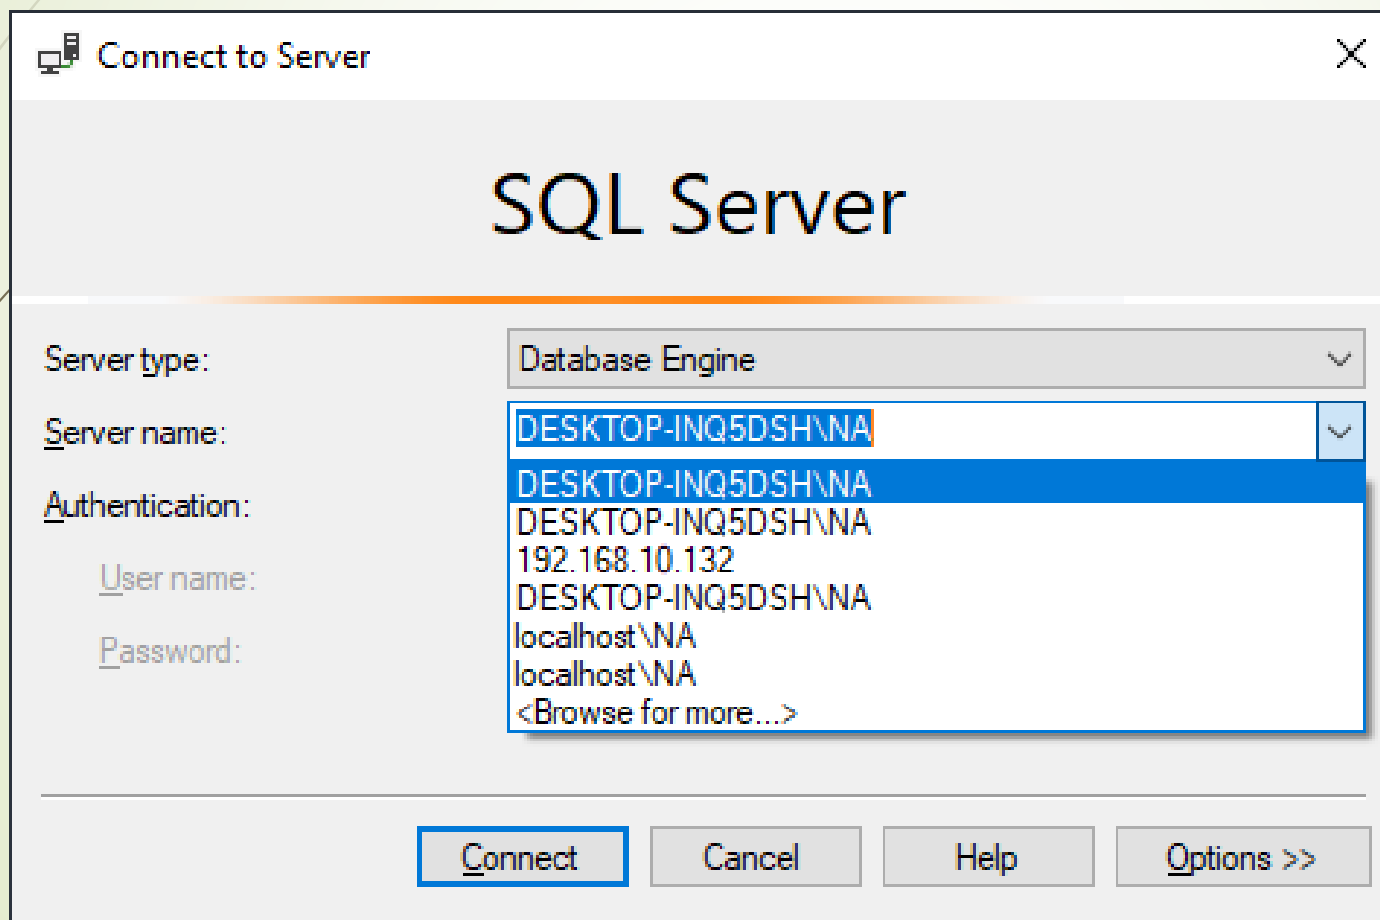 Connect to Server
SQL Server
Server type: Database Engine
Server name: DESKTOP-INQ5DSH\NA
DESKTOP-INQ5DSH\NA
Authentication: DESKTOP-INQ5DSH\NA
192.168.10.132
User name: DESKTOP-INQ5DSH\NA
localhost\NA
Password: localhost\NA
<Browse for more...>
Connect Cancel Help Options >>